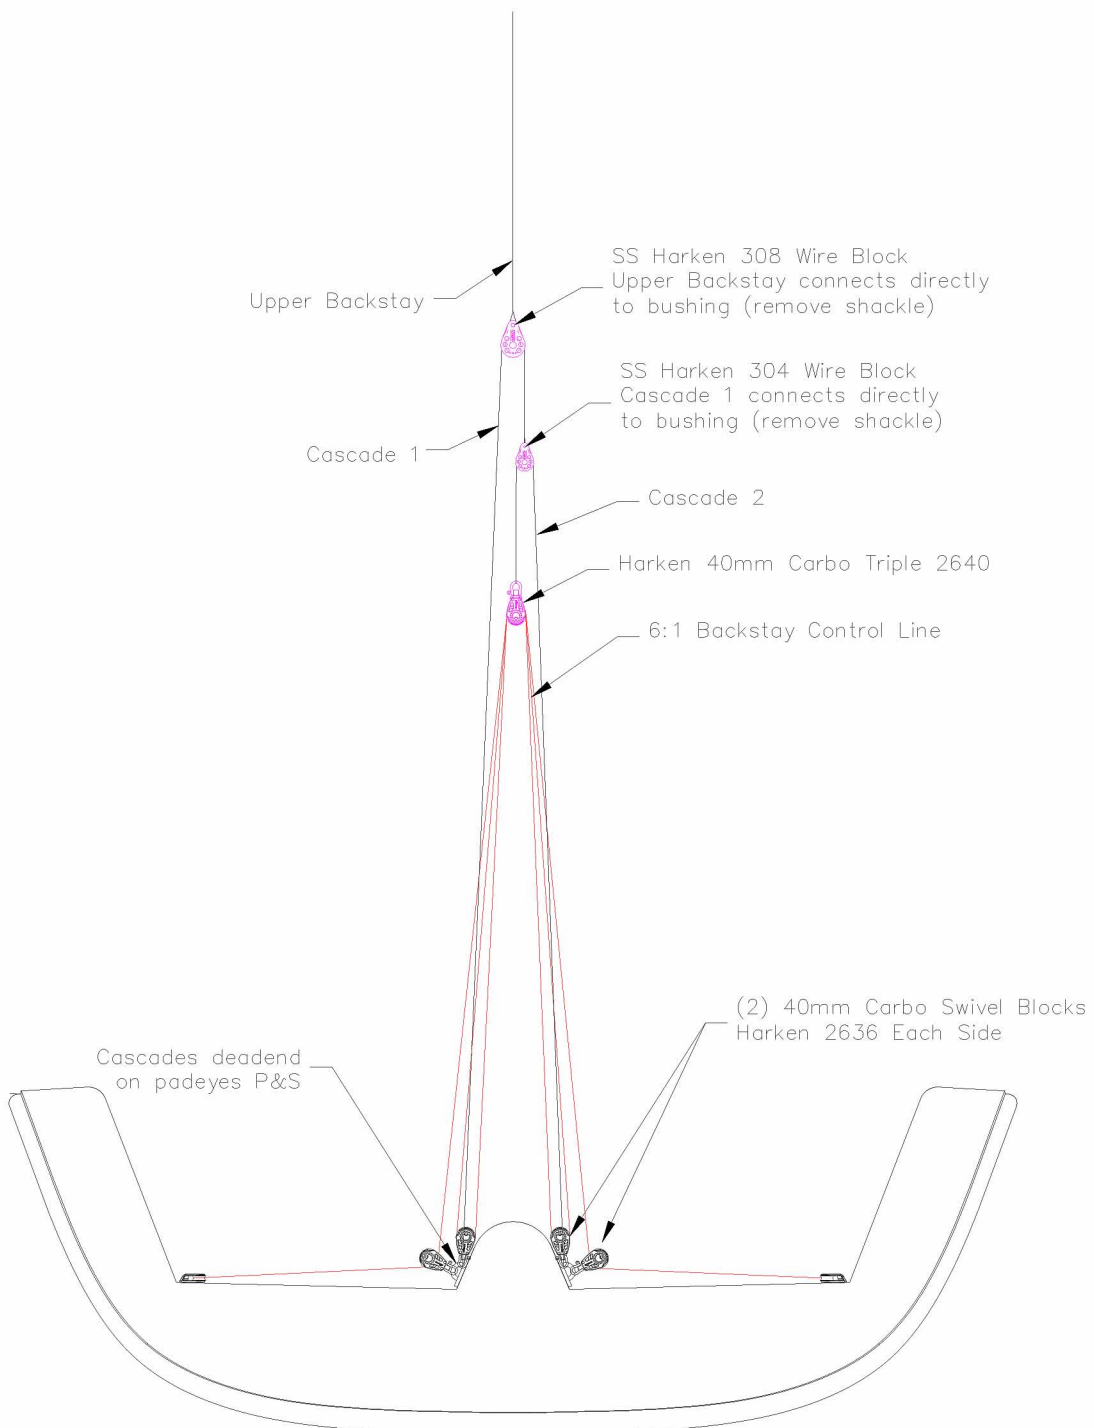 SS Harken 308 Wire Block
Upper Backstay connects directly
to bushing (remove shackle)
Upper Backstay
SS Harken 304 Wire Block
Cascade 1 connects directly
to bushing (remove shackle)
Cascade 1
Cascade 2
Harken 40mm Carbo Triple 2640
6:1 Backstay Control Line
(2) 40mm Carbo Swivel Blocks
Harken 2636 Each Side
Cascades deadend
on padeyes P&S